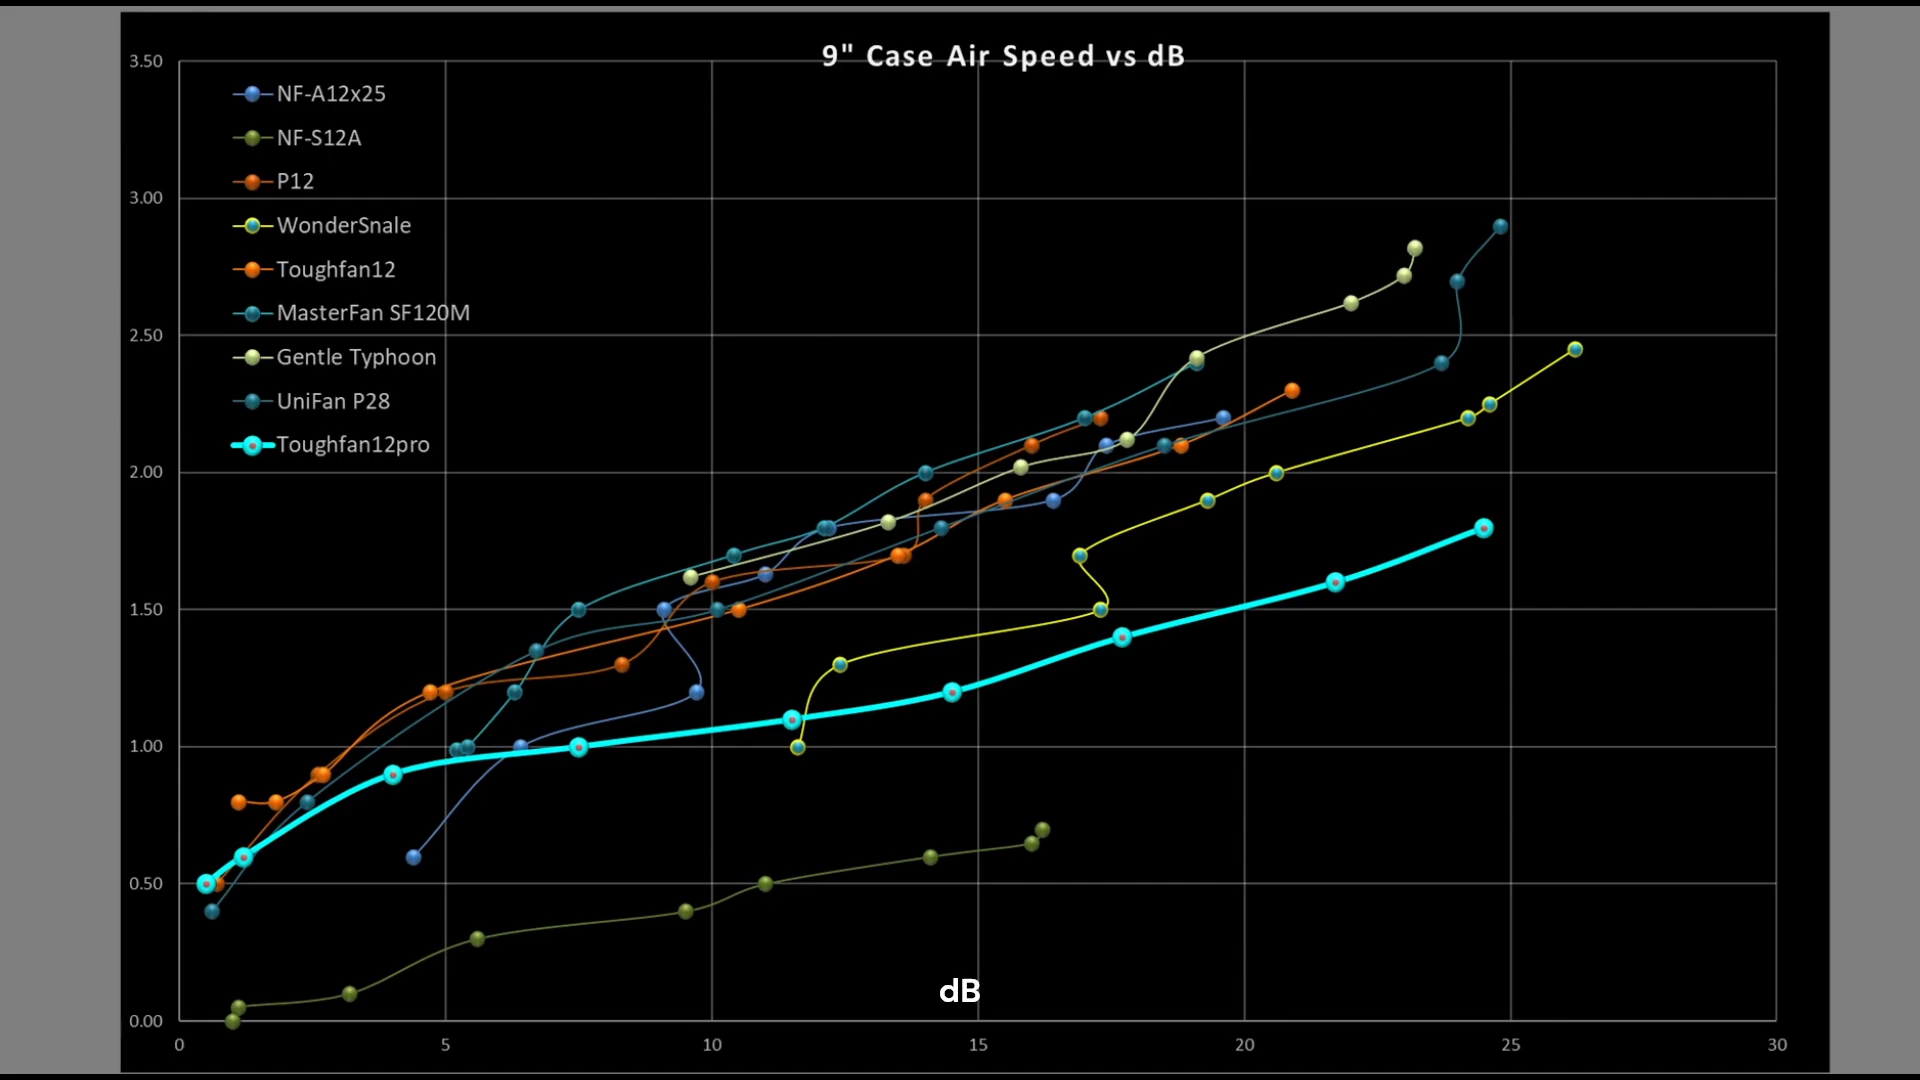 9" Case Air Speed vs dB
3.50
3.00
2.50
2.00
1.50
1.00
0.50
0.00
NF-A12x25
NF-S12A
P12
WonderSnale
Toughfan12
MasterFan SF120M
Gentle Typhoon
UniFan P28
Toughfan12pro
dB
0 5 10 15 20 25 30